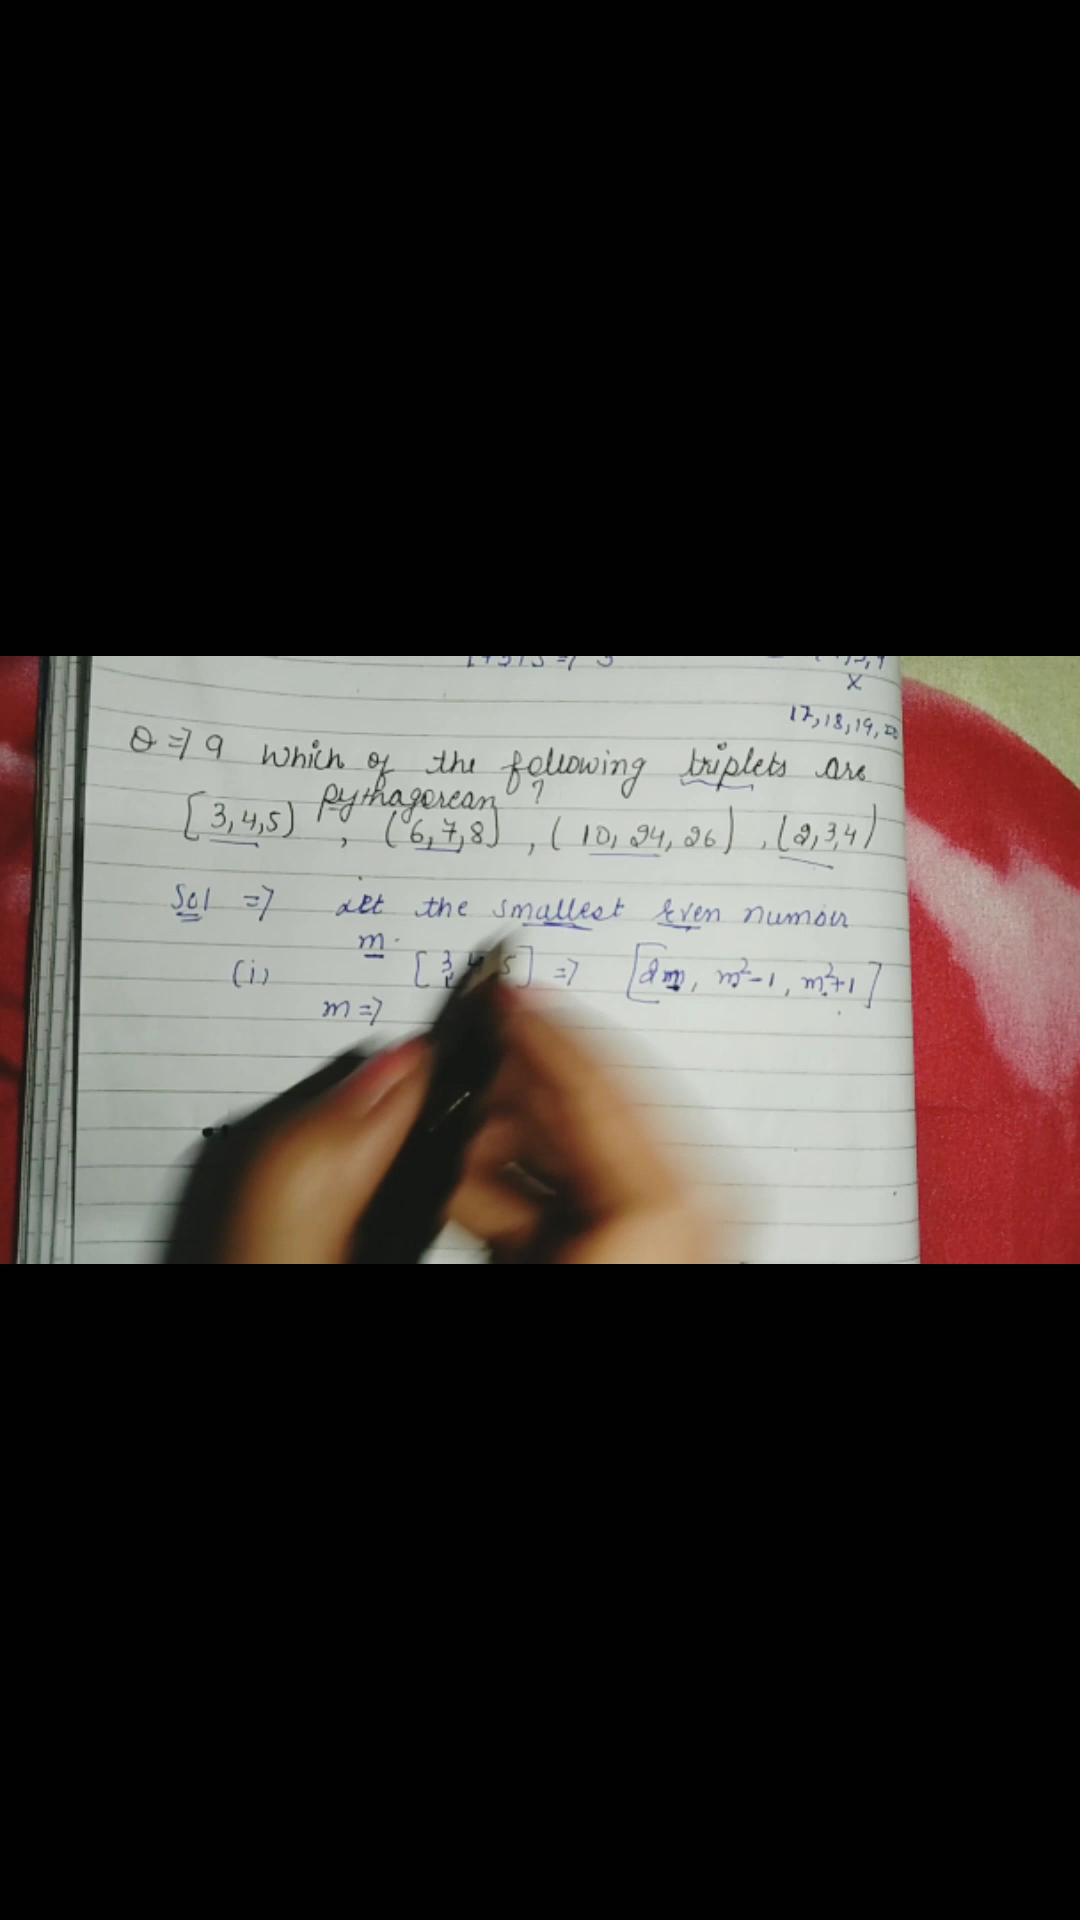 17, 18, 19, 20
Q => 9 Which of the following triplets are
pythagorean ?
[3,4,5) , (6,7,8) , ( 10, 24, 26 ) , (2,3,4)
Sol => let the smallest even number
m.
(i) [3 4 5] => [2m, m²-1, m²+1]
m =>